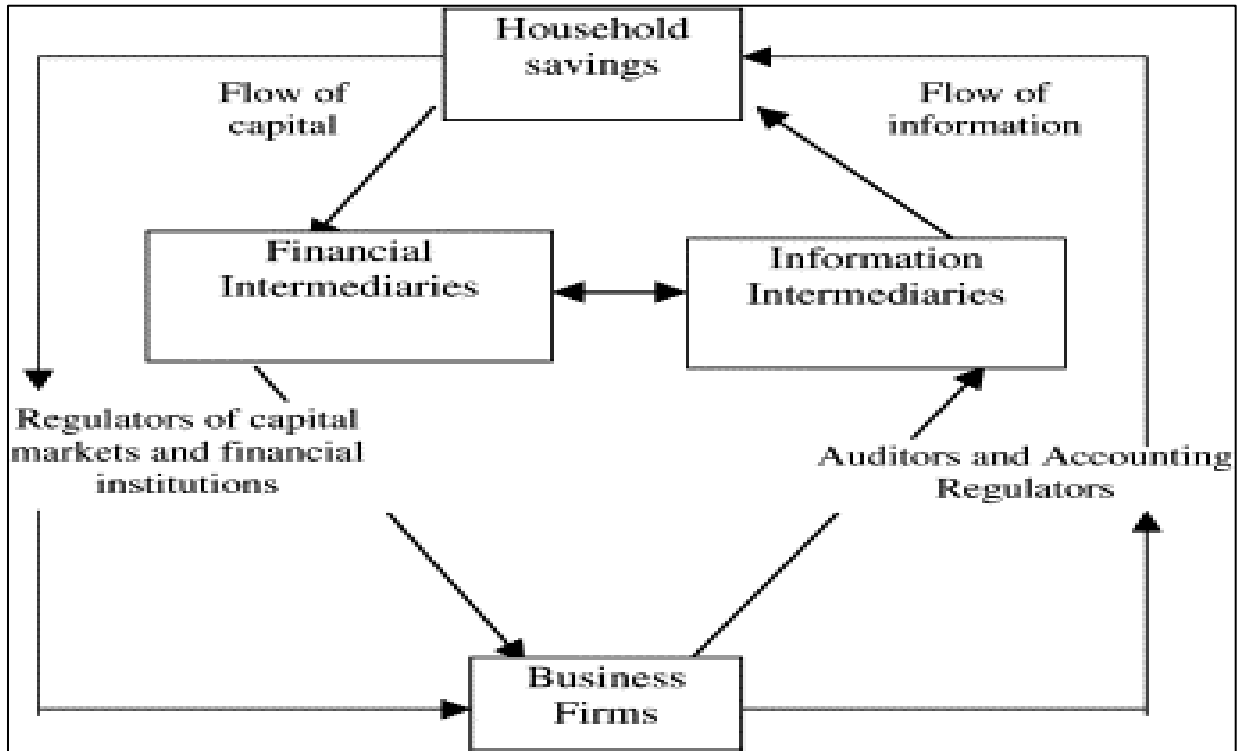 Household
savings
Flow of
capital
Flow of
information
Financial
Intermediaries
Information
Intermediaries
Regulators of capital
markets and financial
institutions
Auditors and Accounting
Regulators
Business
Firms